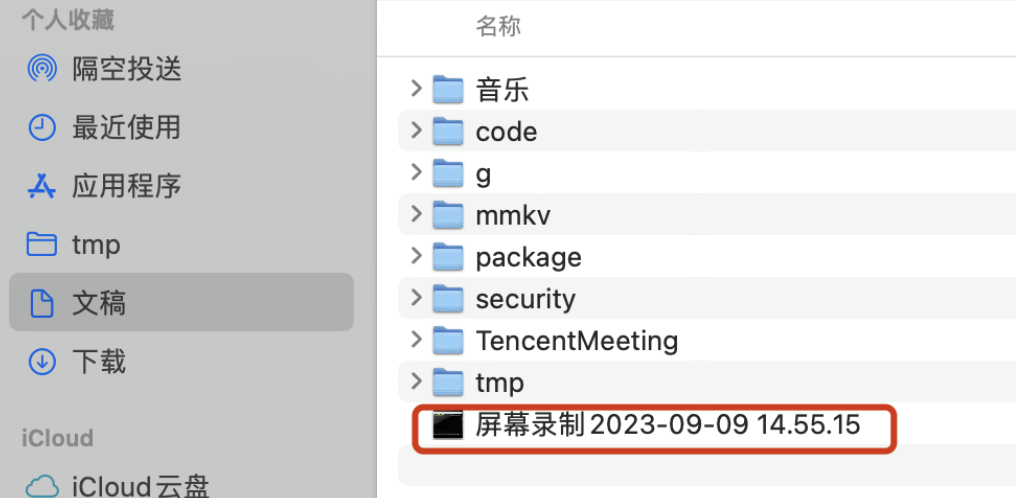 个人收藏
隔空投送
最近使用
应用程序
tmp
文稿
下载
iCloud
iCloud云盘
名称
音乐
code
g
mmkv
package
security
TencentMeeting
tmp
屏幕录制2023-09-09 14.55.15